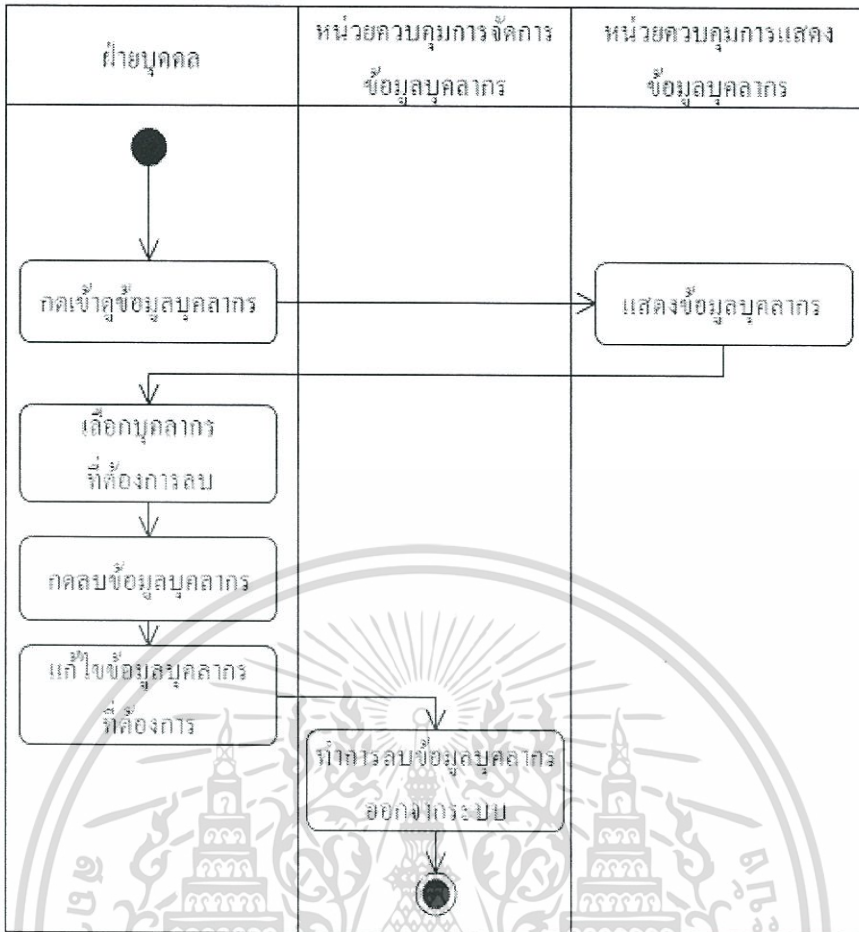 ฝ่ายบุคคล
หน่วยควบคุมการจัดการ
ข้อมูลบุคลากร
หน่วยควบคุมการแสดง
ข้อมูลบุคลากร
กดเข้าดูข้อมูลบุคลากร
แสดงข้อมูลบุคลากร
เลือกบุคลากร
ที่ต้องการลบ
กดลบข้อมูลบุคลากร
แก้ไขข้อมูลบุคลากร
ที่ต้องการ
ทำการลบข้อมูลบุคลากร
ออกจากระบบ